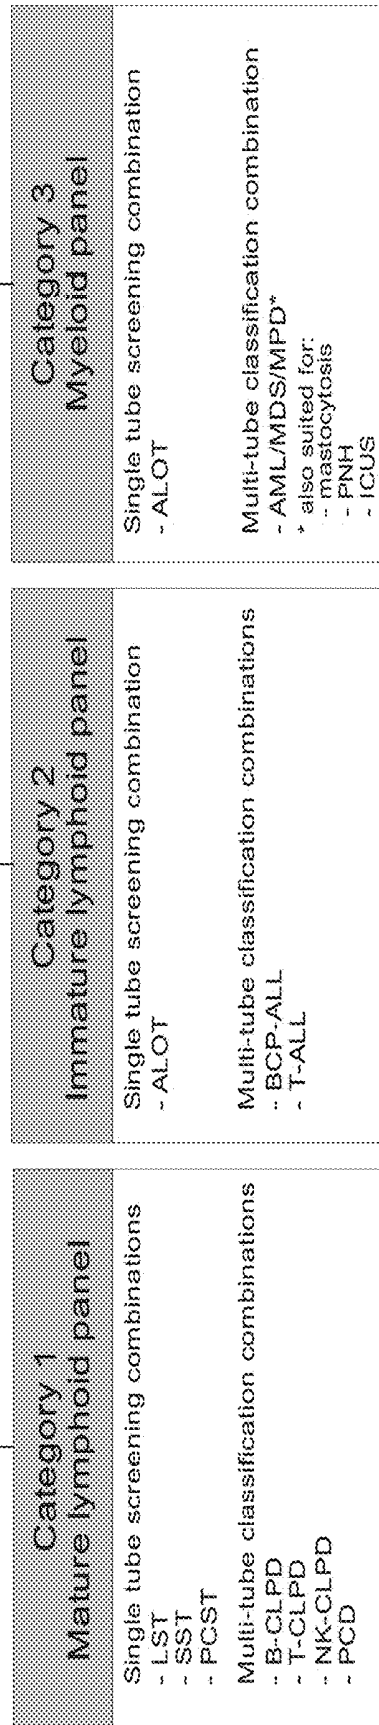 Category 1
Mature lymphoid panel
Single tube screening combinations
- LST
- SST
- PCST
Multi-tube classification combinations
- B-CLPD
- T-CLPD
- NK-CLPD
- PCD
Category 2
Immature lymphoid panel
Single tube screening combination
- ALOT
Multi-tube classification combinations
- BCP-ALL
- T-ALL
Category 3
Myeloid panel
Single tube screening combination
- ALOT
Multi-tube classification combination
- AML/MDS/MPD*
* also suited for:
- mastocytosis
- PNH
- ICUS